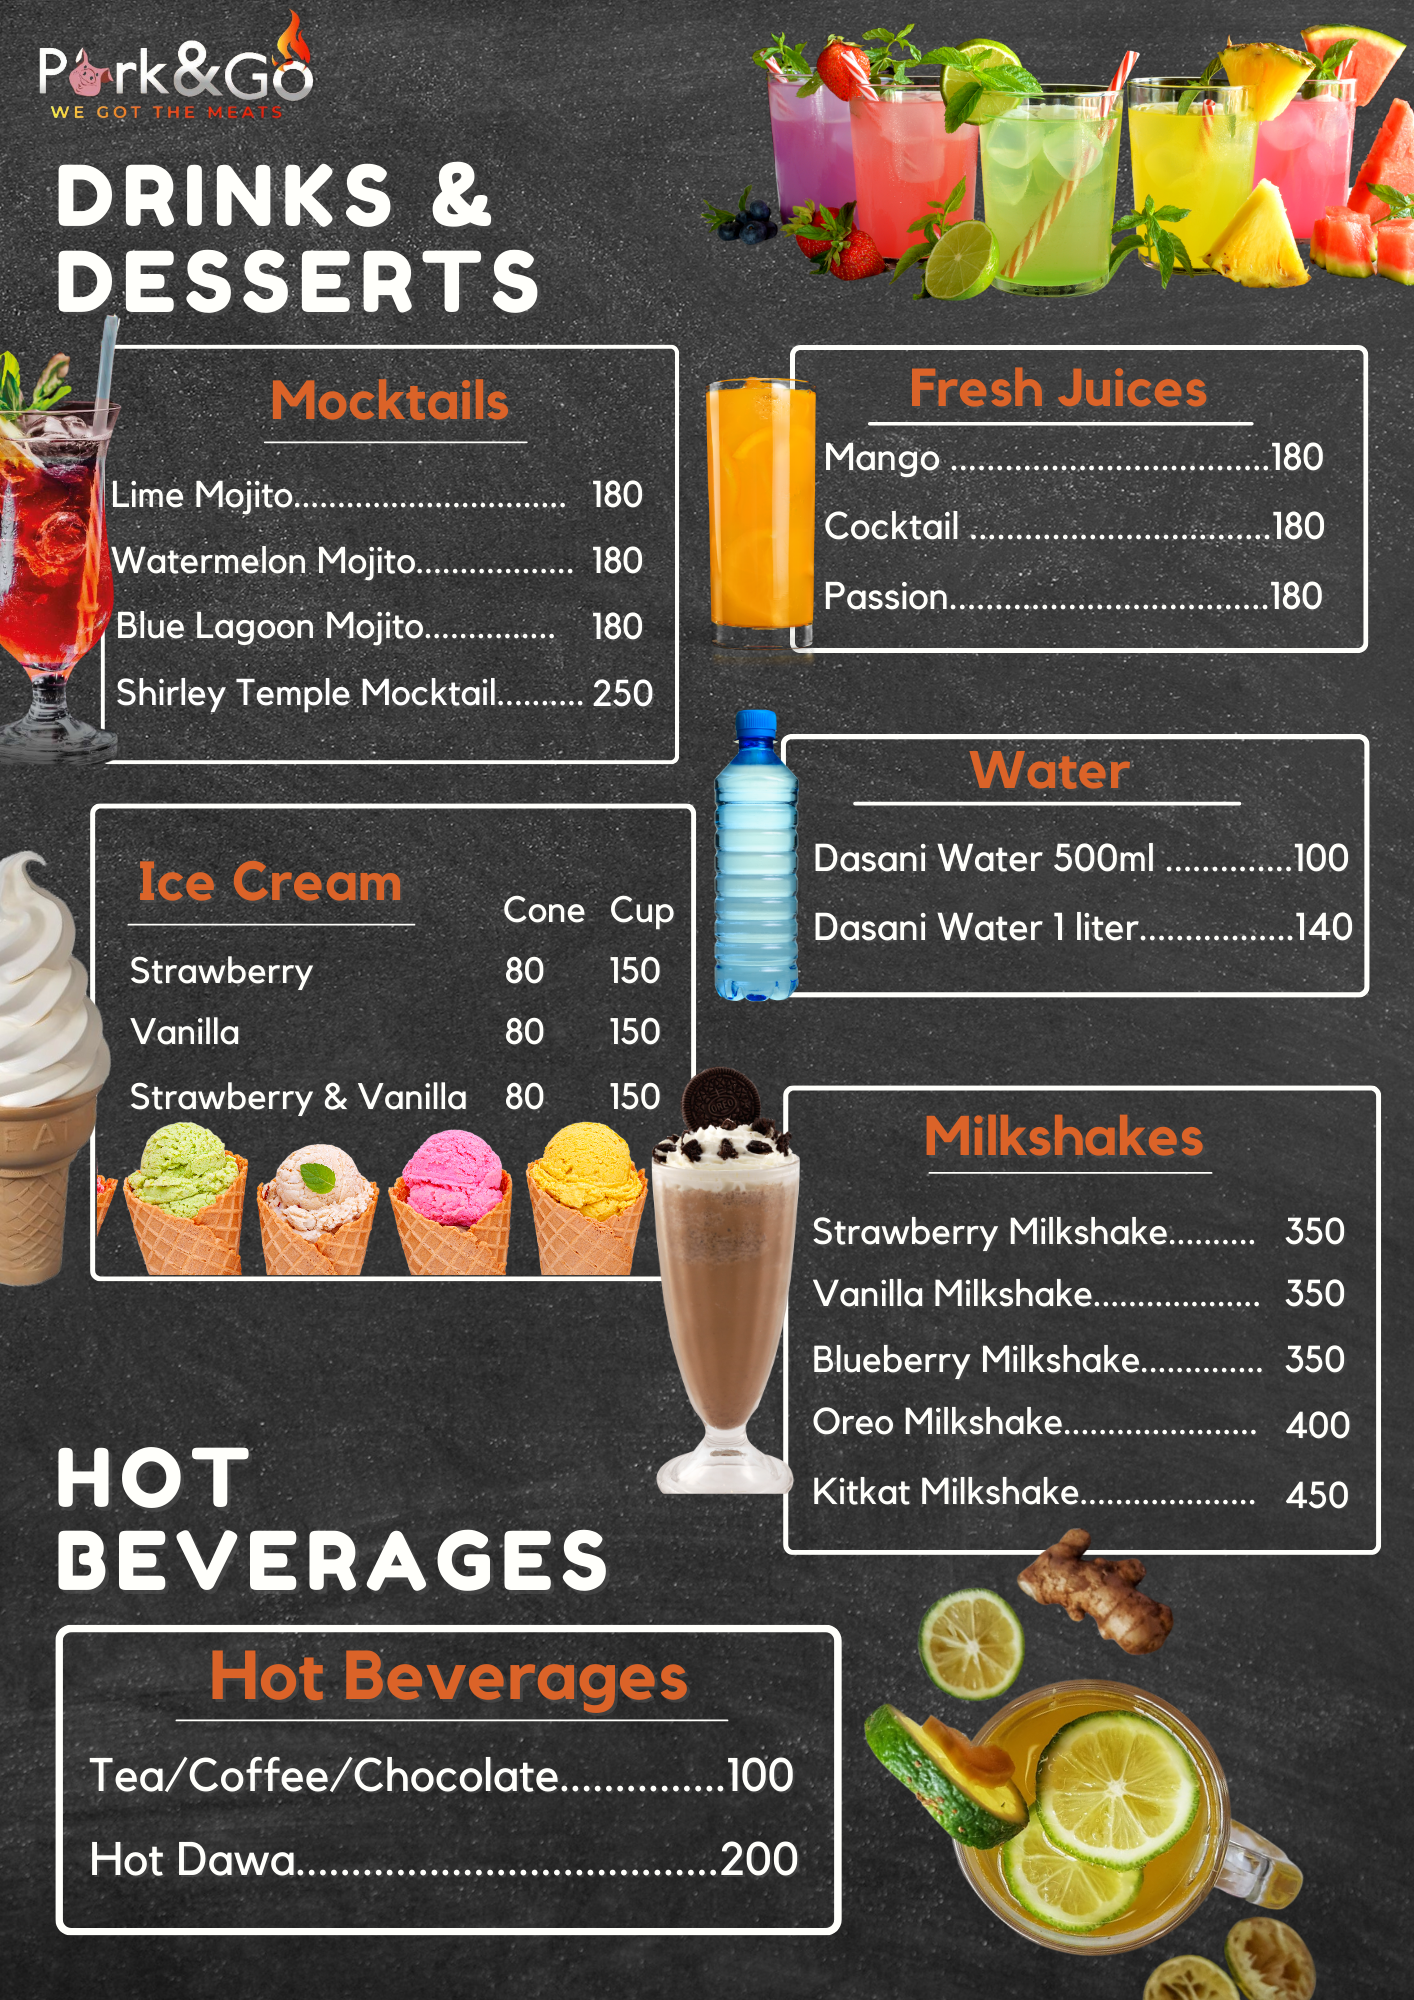 Pork&Go
WE GOT THE MEATS
DRINKS &
DESSERTS
Mocktails
Lime Mojito............................... 180
Watermelon Mojito.................. 180
Blue Lagoon Mojito............... 180
Shirley Temple Mocktail.......... 250
Fresh Juices
Mango ...................................180
Cocktail .................................180
Passion...................................180
Water
Dasani Water 500ml ..............100
Dasani Water 1 liter.................140
Ice Cream
Cone Cup
Strawberry 80 150
Vanilla 80 150
Strawberry & Vanilla 80 150
EAT
Milkshakes
Strawberry Milkshake.......... 350
Vanilla Milkshake................... 350
Blueberry Milkshake.............. 350
Oreo Milkshake...................... 400
Kitkat Milkshake.................... 450
HOT
BEVERAGES
Hot Beverages
Tea/Coffee/Chocolate...............100
Hot Dawa.......................................200